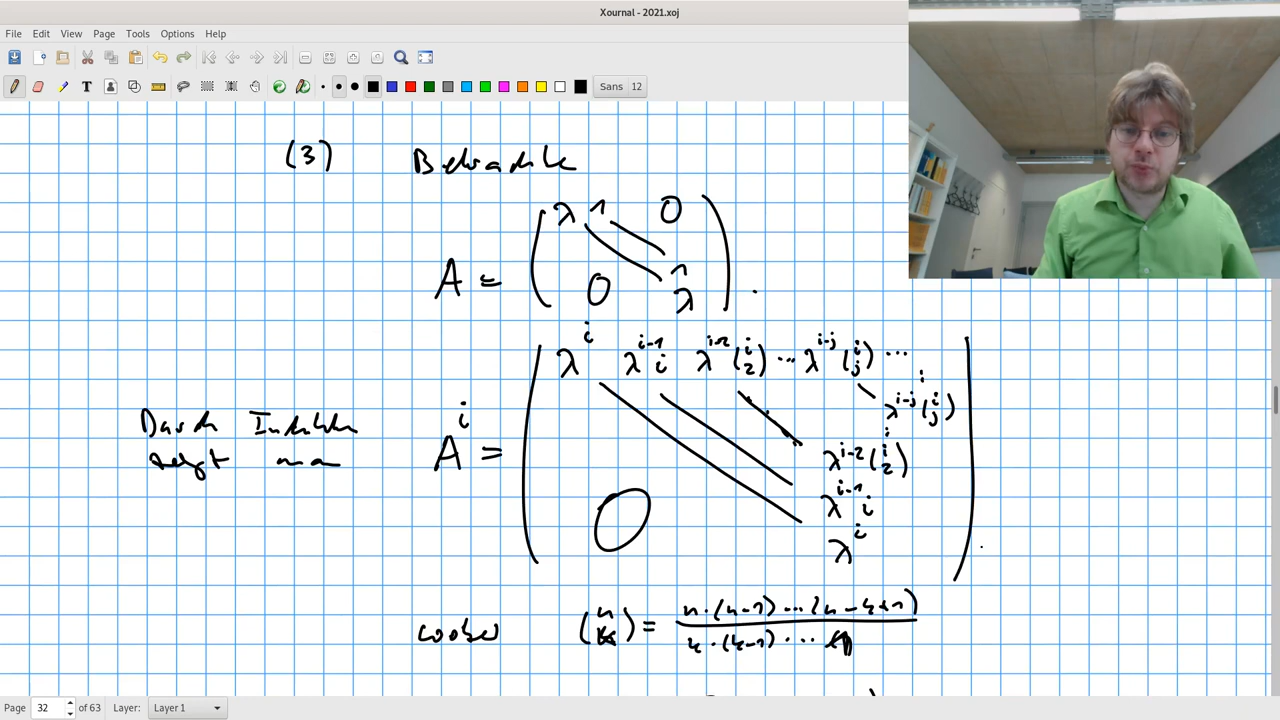 Xournal - 2021.xoj
File Edit View Page Tools Options Help
T Sans 12
(3) Betrachte
A = ( λ 1 0
0 1
λ ) .
Durch Induktion
zeigt man
A^i = ( λ^i λ^{i-1} i λ^{i-2} (i 2) ... λ^{i-j} (i j) ...
λ^{i-j} (i j)
λ^{i-2} (i 2)
λ^{i-1} i
0 λ^i ) .
wobei (n k) = n·(n-1)...(n-k+1) / k·(k-1)· ... 1
Page 32 of 63 Layer: Layer 1